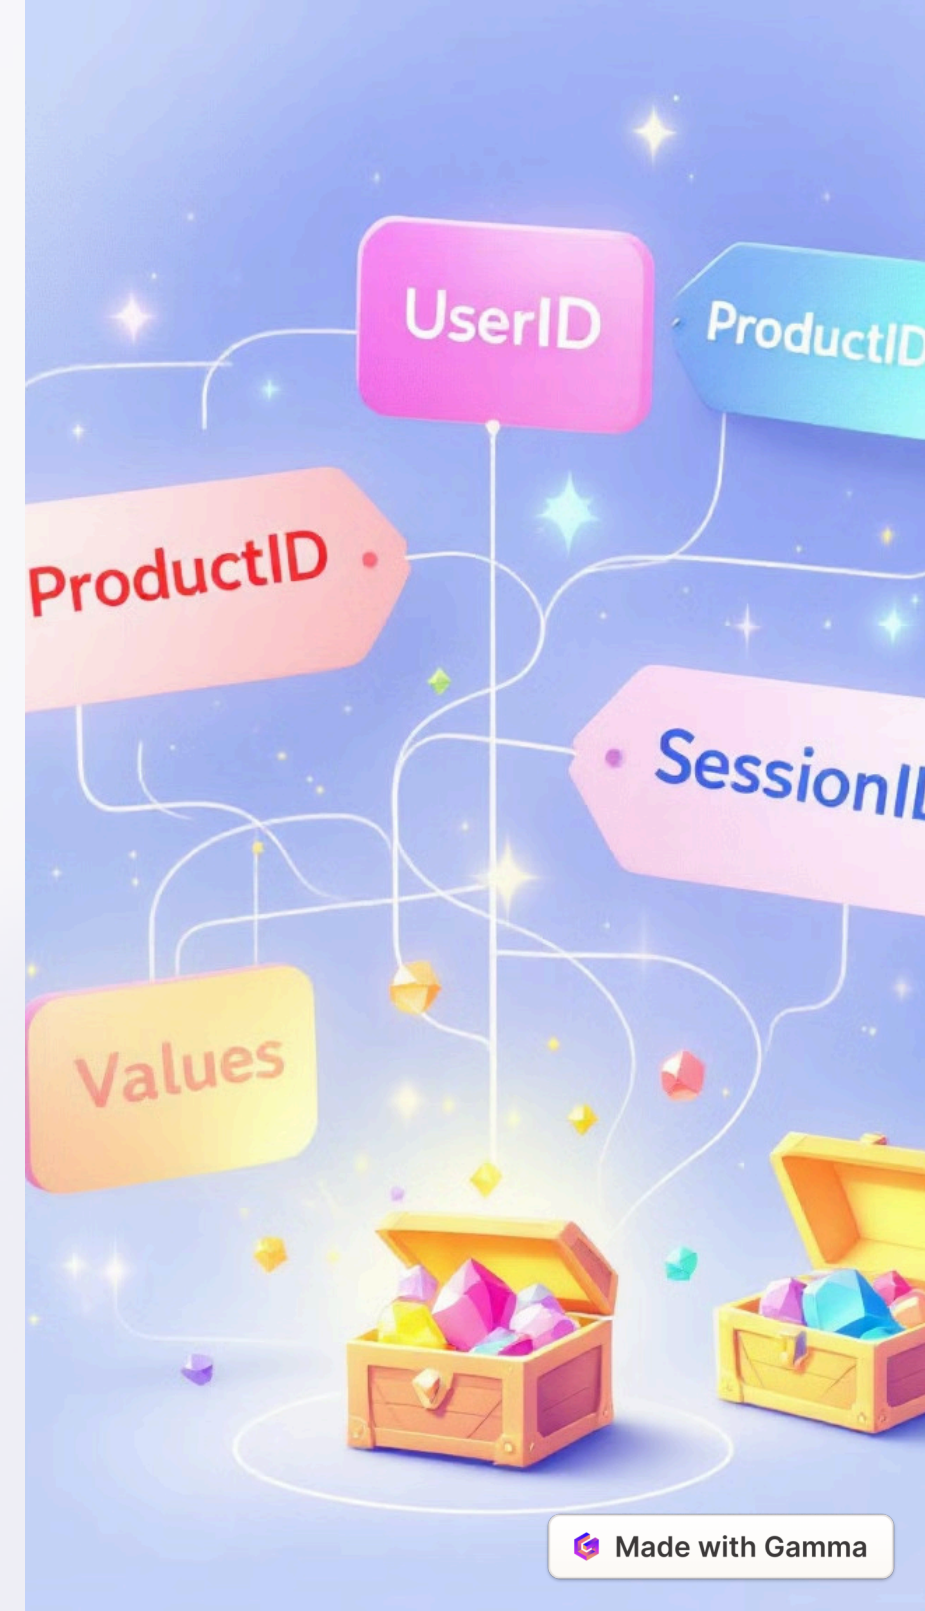 UserID
ProductID
ProductID
SessionI
Values
Made with Gamma